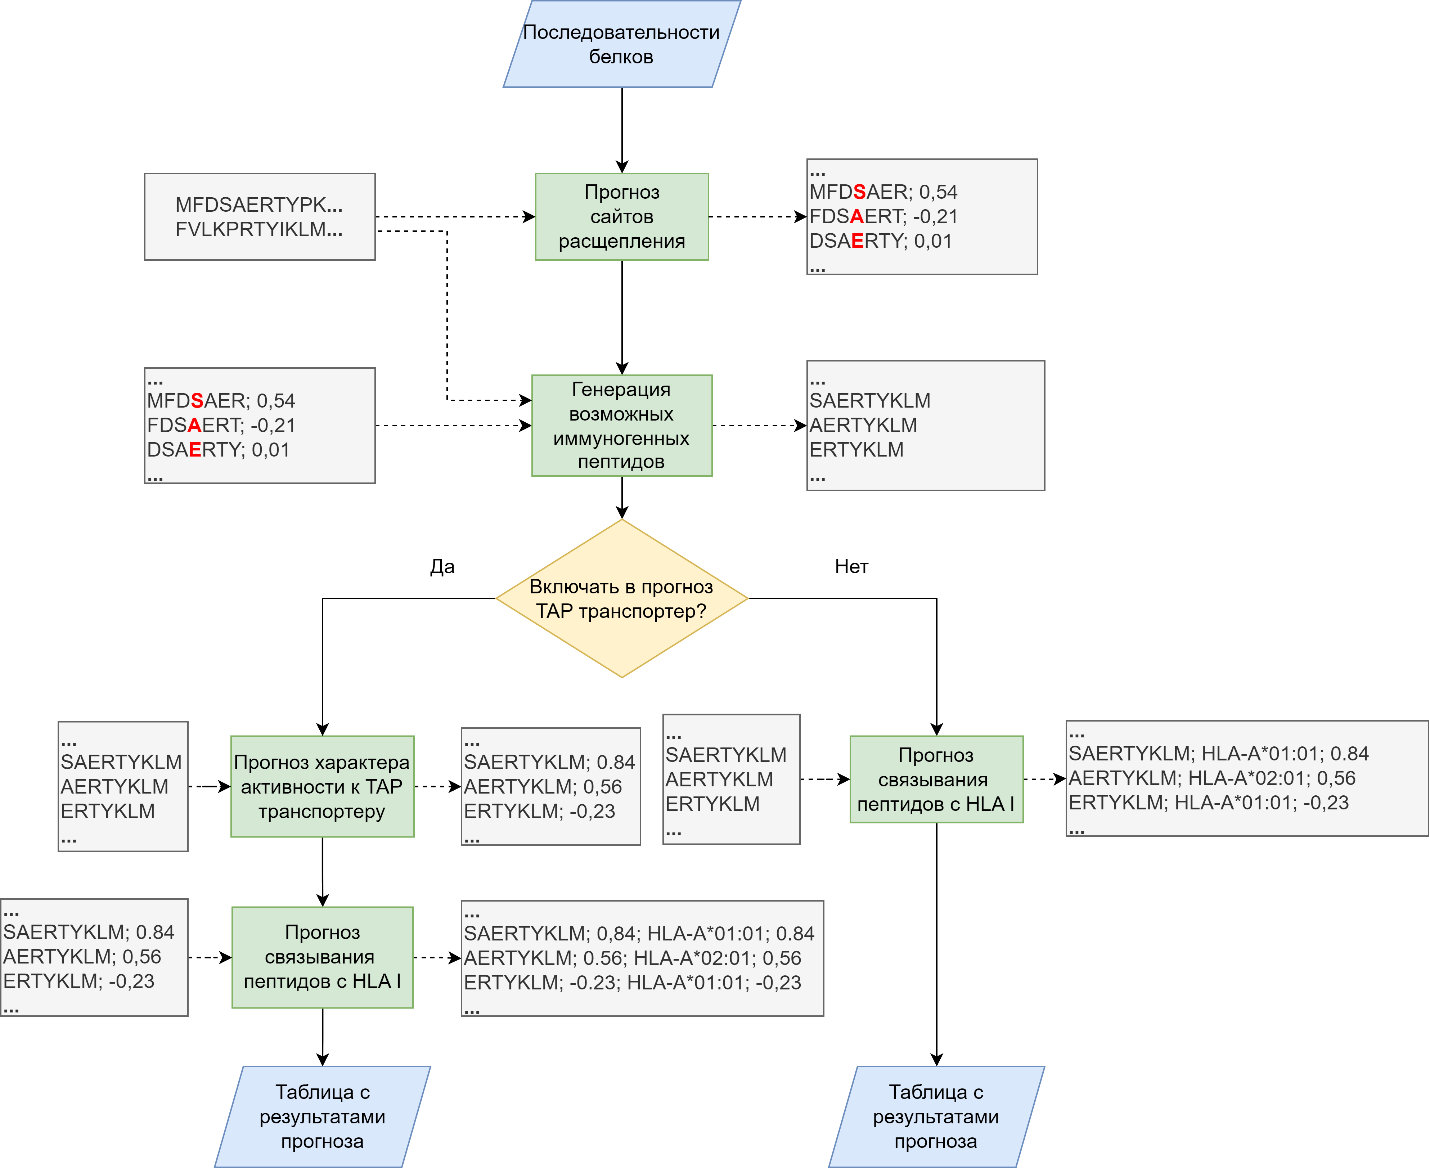 Последовательности
белков
MFDSAERTYPK...
FVLKPRTYIKLM...
Прогноз
сайтов
расщепления
...
MFDSAER; 0,54
FDSAERT; -0,21
DSAERTY; 0,01
...
...
MFDSAER; 0,54
FDSAERT; -0,21
DSAERTY; 0,01
...
Генерация
возможных
иммуногенных
пептидов
...
SAERTYKLM
AERTYKLM
ERTYKLM
...
Да
Включать в прогноз
TAP транспортер?
Нет
...
SAERTYKLM
AERTYKLM
ERTYKLM
...
Прогноз характера
активности к TAP
транспортеру
...
SAERTYKLM; 0.84
AERTYKLM; 0,56
ERTYKLM; -0,23
...
...
SAERTYKLM
AERTYKLM
ERTYKLM
...
Прогноз
связывания
пептидов с HLA I
...
SAERTYKLM; HLA-A*01:01; 0.84
AERTYKLM; HLA-A*02:01; 0,56
ERTYKLM; HLA-A*01:01; -0,23
...
...
SAERTYKLM; 0.84
AERTYKLM; 0,56
ERTYKLM; -0,23
...
Прогноз
связывания
пептидов с HLA I
...
SAERTYKLM; 0,84; HLA-A*01:01; 0.84
AERTYKLM; 0.56; HLA-A*02:01; 0,56
ERTYKLM; -0.23; HLA-A*01:01; -0,23
...
Таблица с
результатами
прогноза
Таблица с
результатами
прогноза